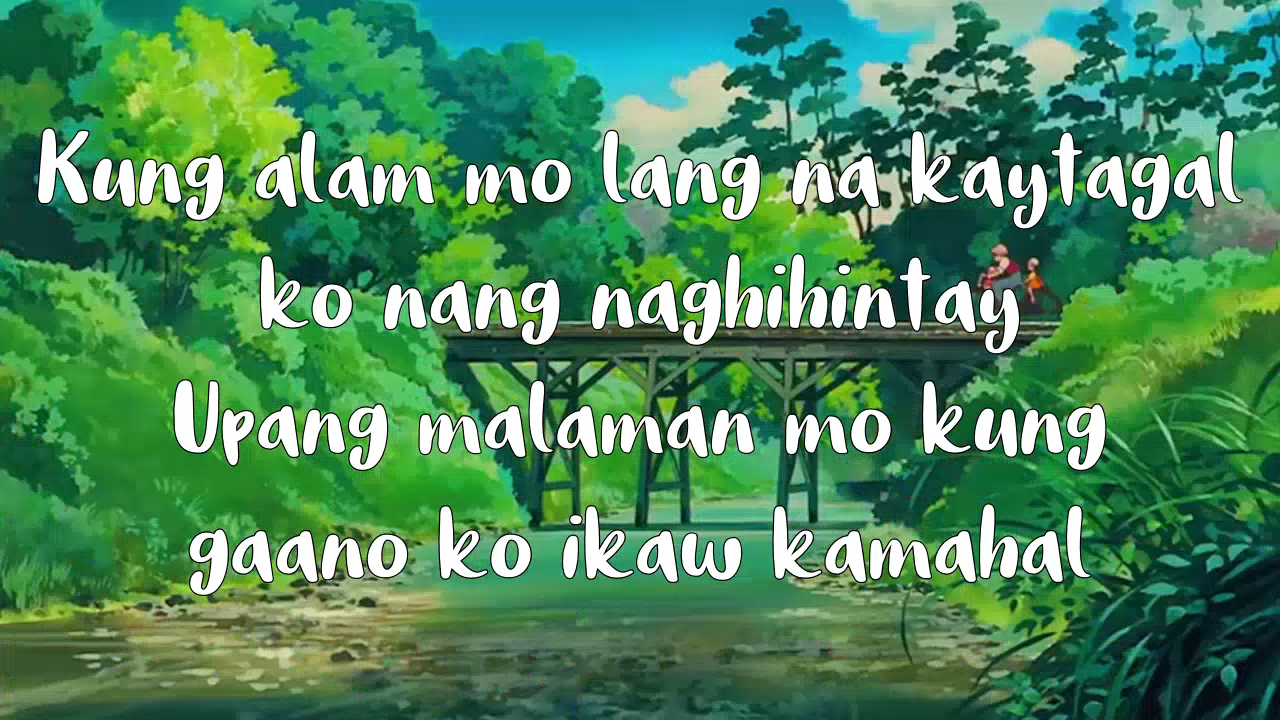 Kung alam mo lang na kaytagal
ko nang naghihintay
Upang malaman mo kung
gaano ko ikaw kamahal